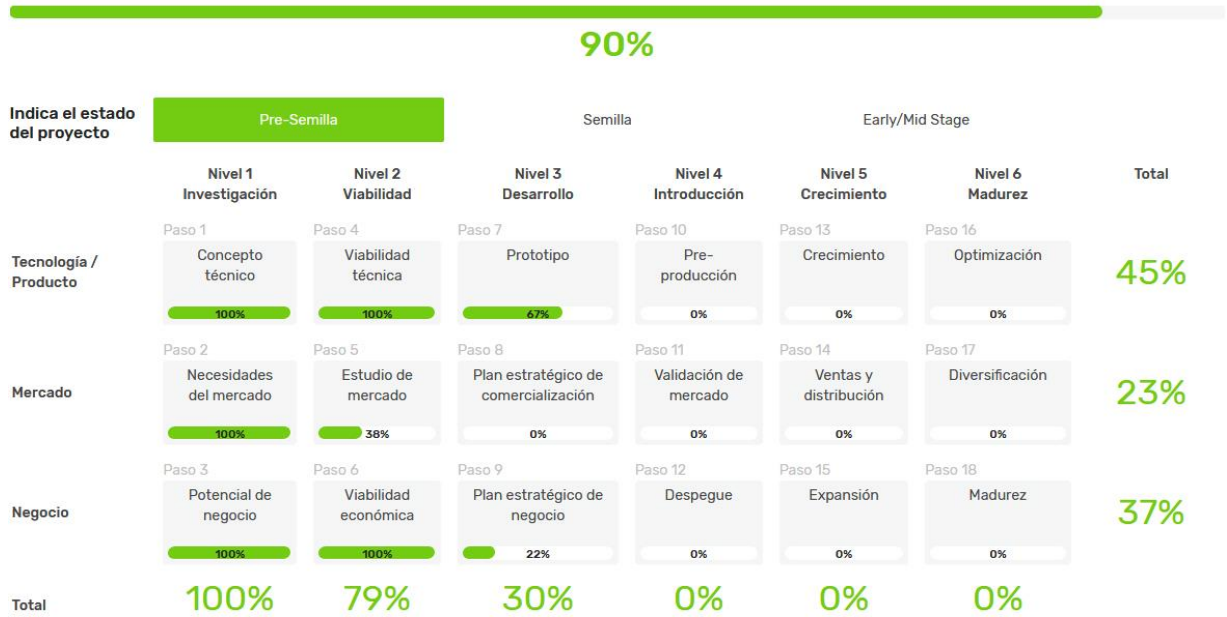 90%
Indica el estado
del proyecto
Pre-Semilla
Semilla
Early/Mid Stage
Nivel 1
Investigación
Nivel 2
Viabilidad
Nivel 3
Desarrollo
Nivel 4
Introducción
Nivel 5
Crecimiento
Nivel 6
Madurez
Total
Tecnología /
Producto
Paso 1
Concepto
técnico
100%
Paso 4
Viabilidad
técnica
100%
Paso 7
Prototipo
67%
Paso 10
Pre-
producción
0%
Paso 13
Crecimiento
0%
Paso 16
Optimización
0%
45%
Mercado
Paso 2
Necesidades
del mercado
100%
Paso 5
Estudio de
mercado
38%
Paso 8
Plan estratégico de
comercialización
0%
Paso 11
Validación de
mercado
0%
Paso 14
Ventas y
distribución
0%
Paso 17
Diversificación
0%
23%
Negocio
Paso 3
Potencial de
negocio
100%
Paso 6
Viabilidad
económica
100%
Paso 9
Plan estratégico de
negocio
22%
Paso 12
Despegue
0%
Paso 15
Expansión
0%
Paso 18
Madurez
0%
37%
Total
100%
79%
30%
0%
0%
0%